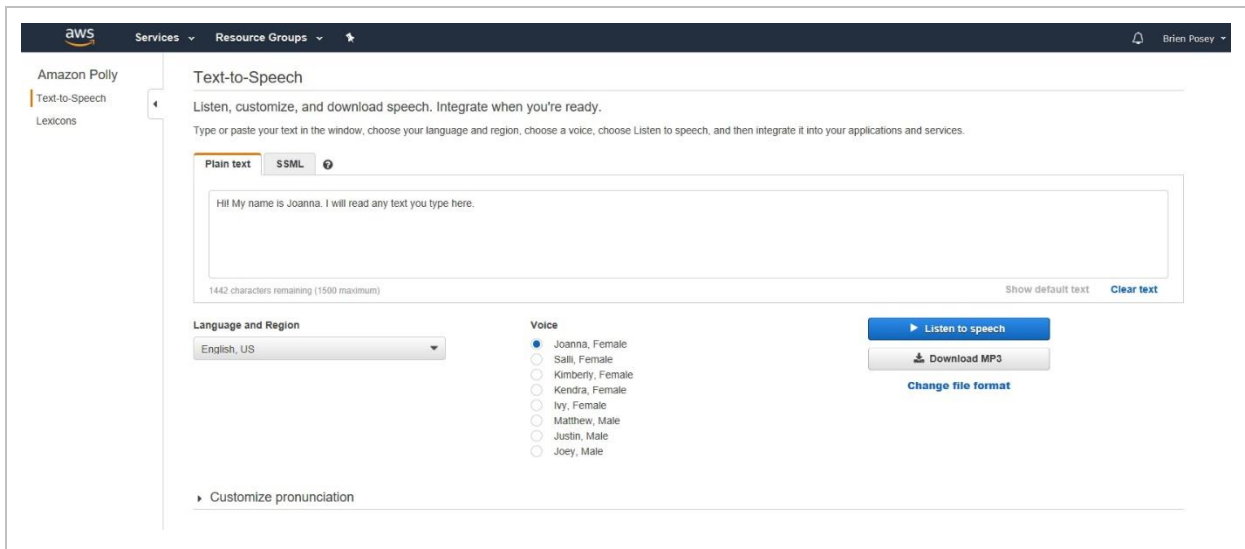 aws Services Resource Groups Brien Posey
Amazon Polly
Text-to-Speech
Lexicons
Text-to-Speech
Listen, customize, and download speech. Integrate when you're ready.
Type or paste your text in the window, choose your language and region, choose a voice, choose Listen to speech, and then integrate it into your applications and services.
Plain text SSML ?
Hi! My name is Joanna. I will read any text you type here.
1442 characters remaining (1500 maximum) Show default text Clear text
Language and Region
English, US
Voice
Joanna, Female
Salli, Female
Kimberly, Female
Kendra, Female
Ivy, Female
Matthew, Male
Justin, Male
Joey, Male
Listen to speech
Download MP3
Change file format
Customize pronunciation